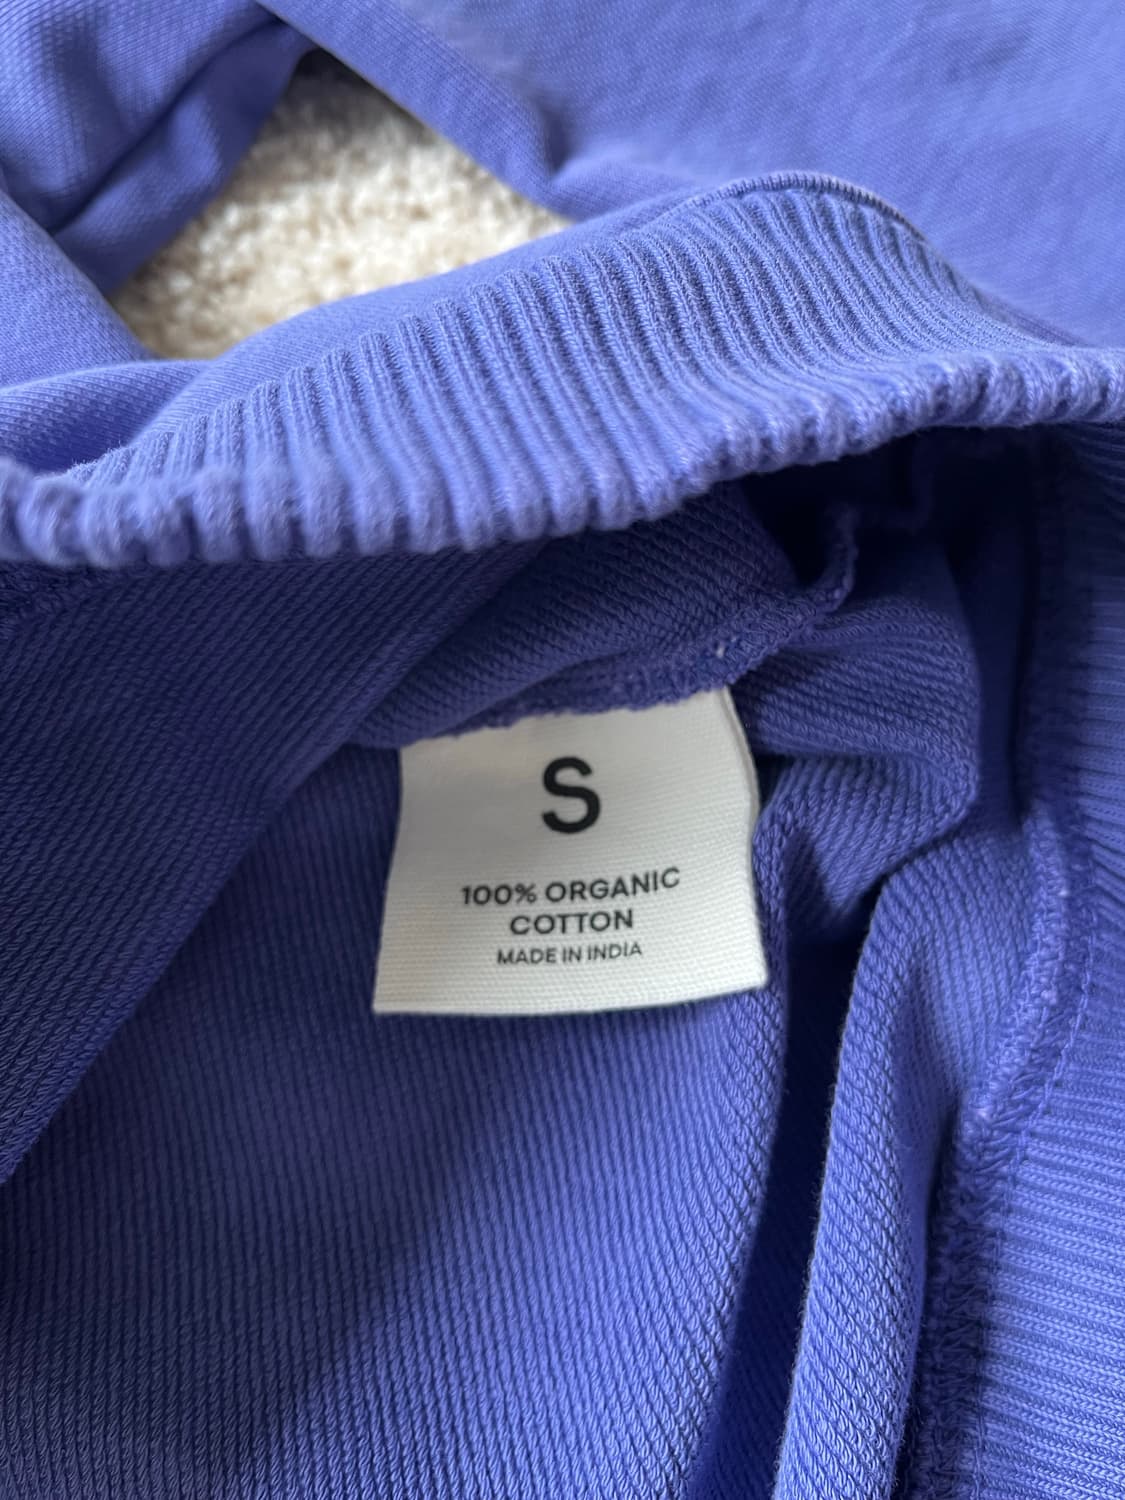 S
100% ORGANIC
COTTON
MADE IN INDIA